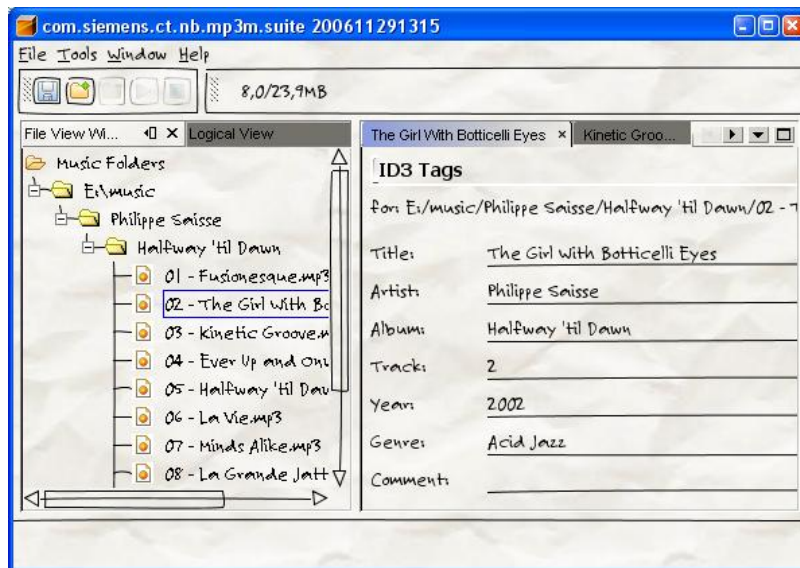 com.siemens.ct.nb.mp3m.suite 200611291315
File Tools Window Help
8,0/23,9MB
File View Wi... Logical View
Music Folders
E:\music
Philippe Saisse
Halfway 'til Dawn
01 - Fusionesque.mp3
02 - The Girl With Bo
03 - Kinetic Groove.m
04 - Ever Up and Onw
05 - Halfway 'til Daw
06 - La Vie.mp3
07 - Minds Alike.mp3
08 - La Grande Jatt
The Girl With Botticelli Eyes Kinetic Groo...
ID3 Tags
for: E:/music/Philippe Saisse/Halfway 'til Dawn/02 - T
Title: The Girl With Botticelli Eyes
Artist: Philippe Saisse
Album: Halfway 'til Dawn
Track: 2
Year: 2002
Genre: Acid Jazz
Comment: